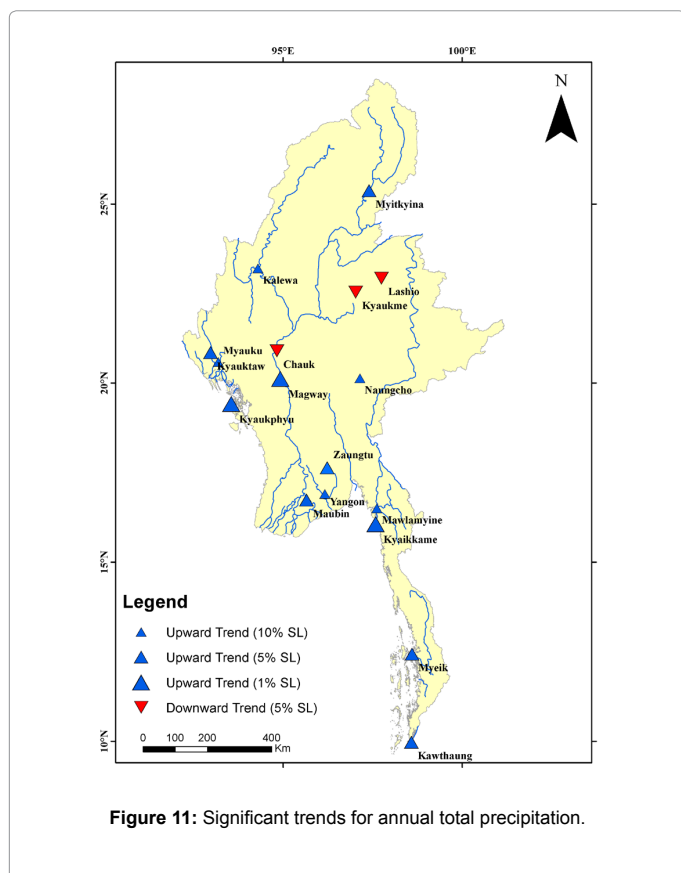 95°E 100°E
N
25°N
Myitkyina
Kalewa
Lashio
Kyaukme
Myauku
Kyauktaw
Chauk
20°N
Magway
Naungcho
Kyaukphyu
Zaungtu
Yangon
Maubin
Mawlamyine
Kyaikkame
15°N
Legend
Upward Trend (10% SL)
Upward Trend (5% SL)
Upward Trend (1% SL)
Downward Trend (5% SL)
Myeik
0 100 200 400
Km
10°N
Kawthaung
Figure 11: Significant trends for annual total precipitation.